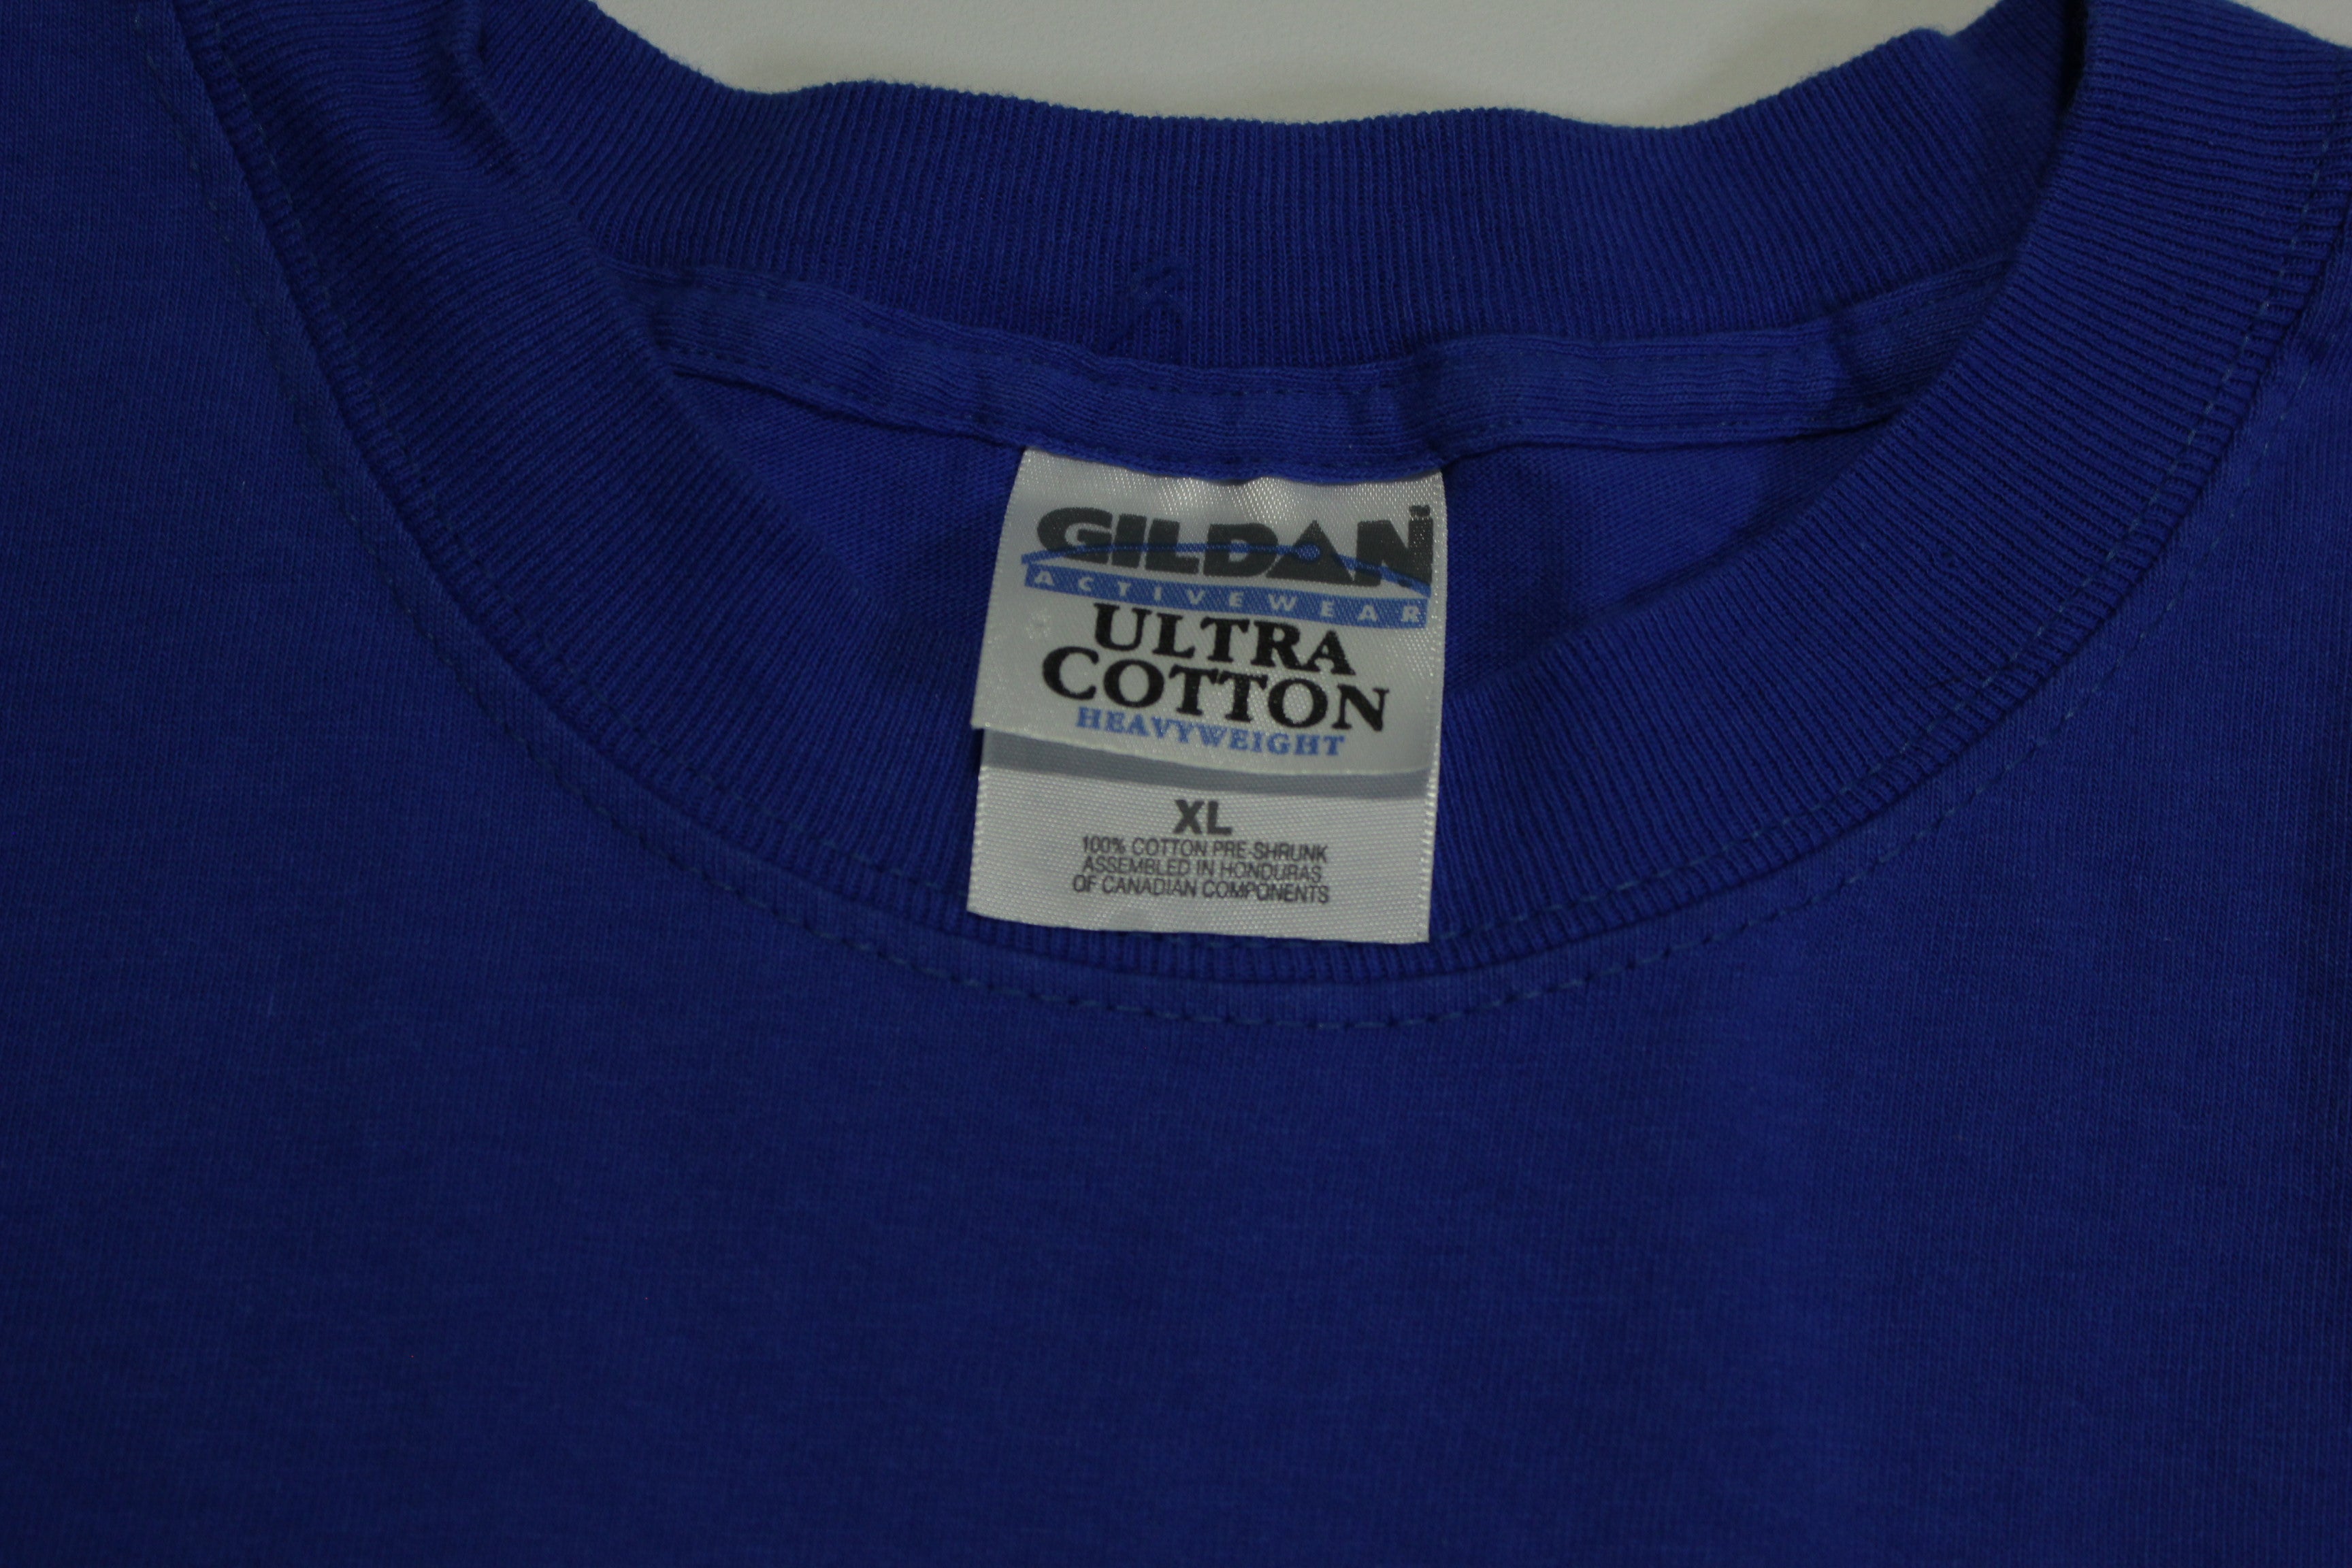 GILDAN
ACTIVEWEAR
ULTRA
COTTON
HEAVYWEIGHT
XL
100% COTTON PRE-SHRUNK
ASSEMBLED IN HONDURAS
OF CANADIAN COMPONENTS